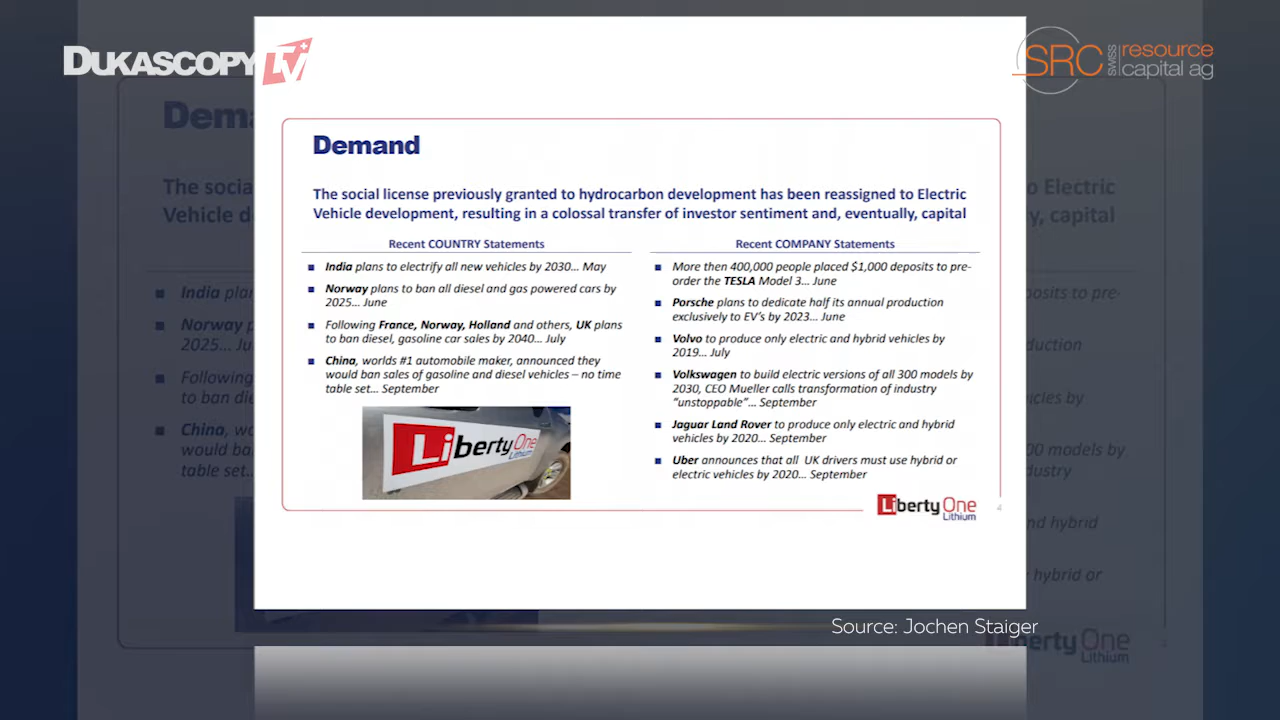 DUKASCOPY TV
SRC SWISS resource capital ag
Demand
The social license previously granted to hydrocarbon development has been reassigned to Electric
Vehicle development, resulting in a colossal transfer of investor sentiment and, eventually, capital
Recent COUNTRY Statements
India plans to electrify all new vehicles by 2030... May
Norway plans to ban all diesel and gas powered cars by
2025... June
Following France, Norway, Holland and others, UK plans
to ban diesel, gasoline car sales by 2040... July
China, worlds #1 automobile maker, announced they
would ban sales of gasoline and diesel vehicles – no time
table set... September
Liberty One
Lithium
Recent COMPANY Statements
More then 400,000 people placed $1,000 deposits to pre-
order the TESLA Model 3... June
Porsche plans to dedicate half its annual production
exclusively to EV's by 2023... June
Volvo to produce only electric and hybrid vehicles by
2019... July
Volkswagen to build electric versions of all 300 models by
2030, CEO Mueller calls transformation of industry
“unstoppable”... September
Jaguar Land Rover to produce only electric and hybrid
vehicles by 2020... September
Uber announces that all UK drivers must use hybrid or
electric vehicles by 2020... September
Liberty One
Lithium
4
Source: Jochen Staiger